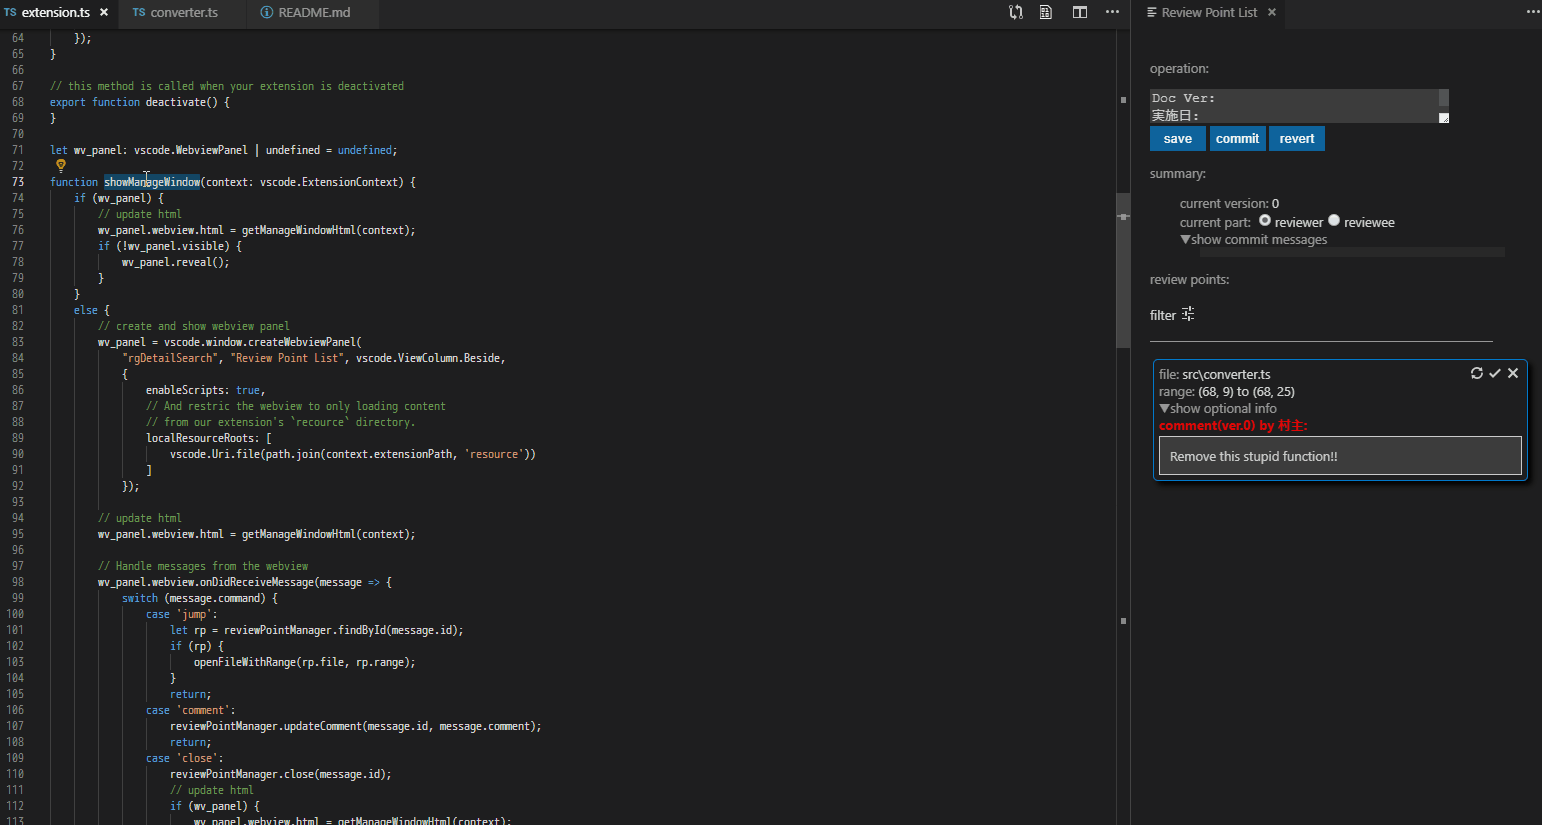 TS extension.ts ×
TS converter.ts
README.md
64 });
65 }
66
67 // this method is called when your extension is deactivated
68 export function deactivate() {
69 }
70
71 let wv_panel: vscode.WebviewPanel | undefined = undefined;
72
73 function showManageWindow(context: vscode.ExtensionContext) {
74 if (wv_panel) {
75 // update html
76 wv_panel.webview.html = getManageWindowHtml(context);
77 if (!wv_panel.visible) {
78 wv_panel.reveal();
79 }
80 }
81 else {
82 // create and show webview panel
83 wv_panel = vscode.window.createWebviewPanel(
84 "rgDetailSearch", "Review Point List", vscode.ViewColumn.Beside,
85 {
86 enableScripts: true,
87 // And restric the webview to only loading content
88 // from our extension's `recource` directory.
89 localResourceRoots: [
90 vscode.Uri.file(path.join(context.extensionPath, 'resource'))
91 ]
92 });
93
94 // update html
95 wv_panel.webview.html = getManageWindowHtml(context);
96
97 // Handle messages from the webview
98 wv_panel.webview.onDidReceiveMessage(message => {
99 switch (message.command) {
100 case 'jump':
101 let rp = reviewPointManager.findById(message.id);
102 if (rp) {
103 openFileWithRange(rp.file, rp.range);
104 }
105 return;
106 case 'comment':
107 reviewPointManager.updateComment(message.id, message.comment);
108 return;
109 case 'close':
110 reviewPointManager.close(message.id);
111 // update html
112 if (wv_panel) {
113 wv_panel.webview.html = getManageWindowHtml(context);
Review Point List ×
operation:
Doc Ver:
実施日:
save commit revert
summary:
current version: 0
current part: reviewer reviewee
▼show commit messages
review points:
filter
file: src\converter.ts
range: (68, 9) to (68, 25)
▼show optional info
comment(ver.0) by 村主:
Remove this stupid function!!